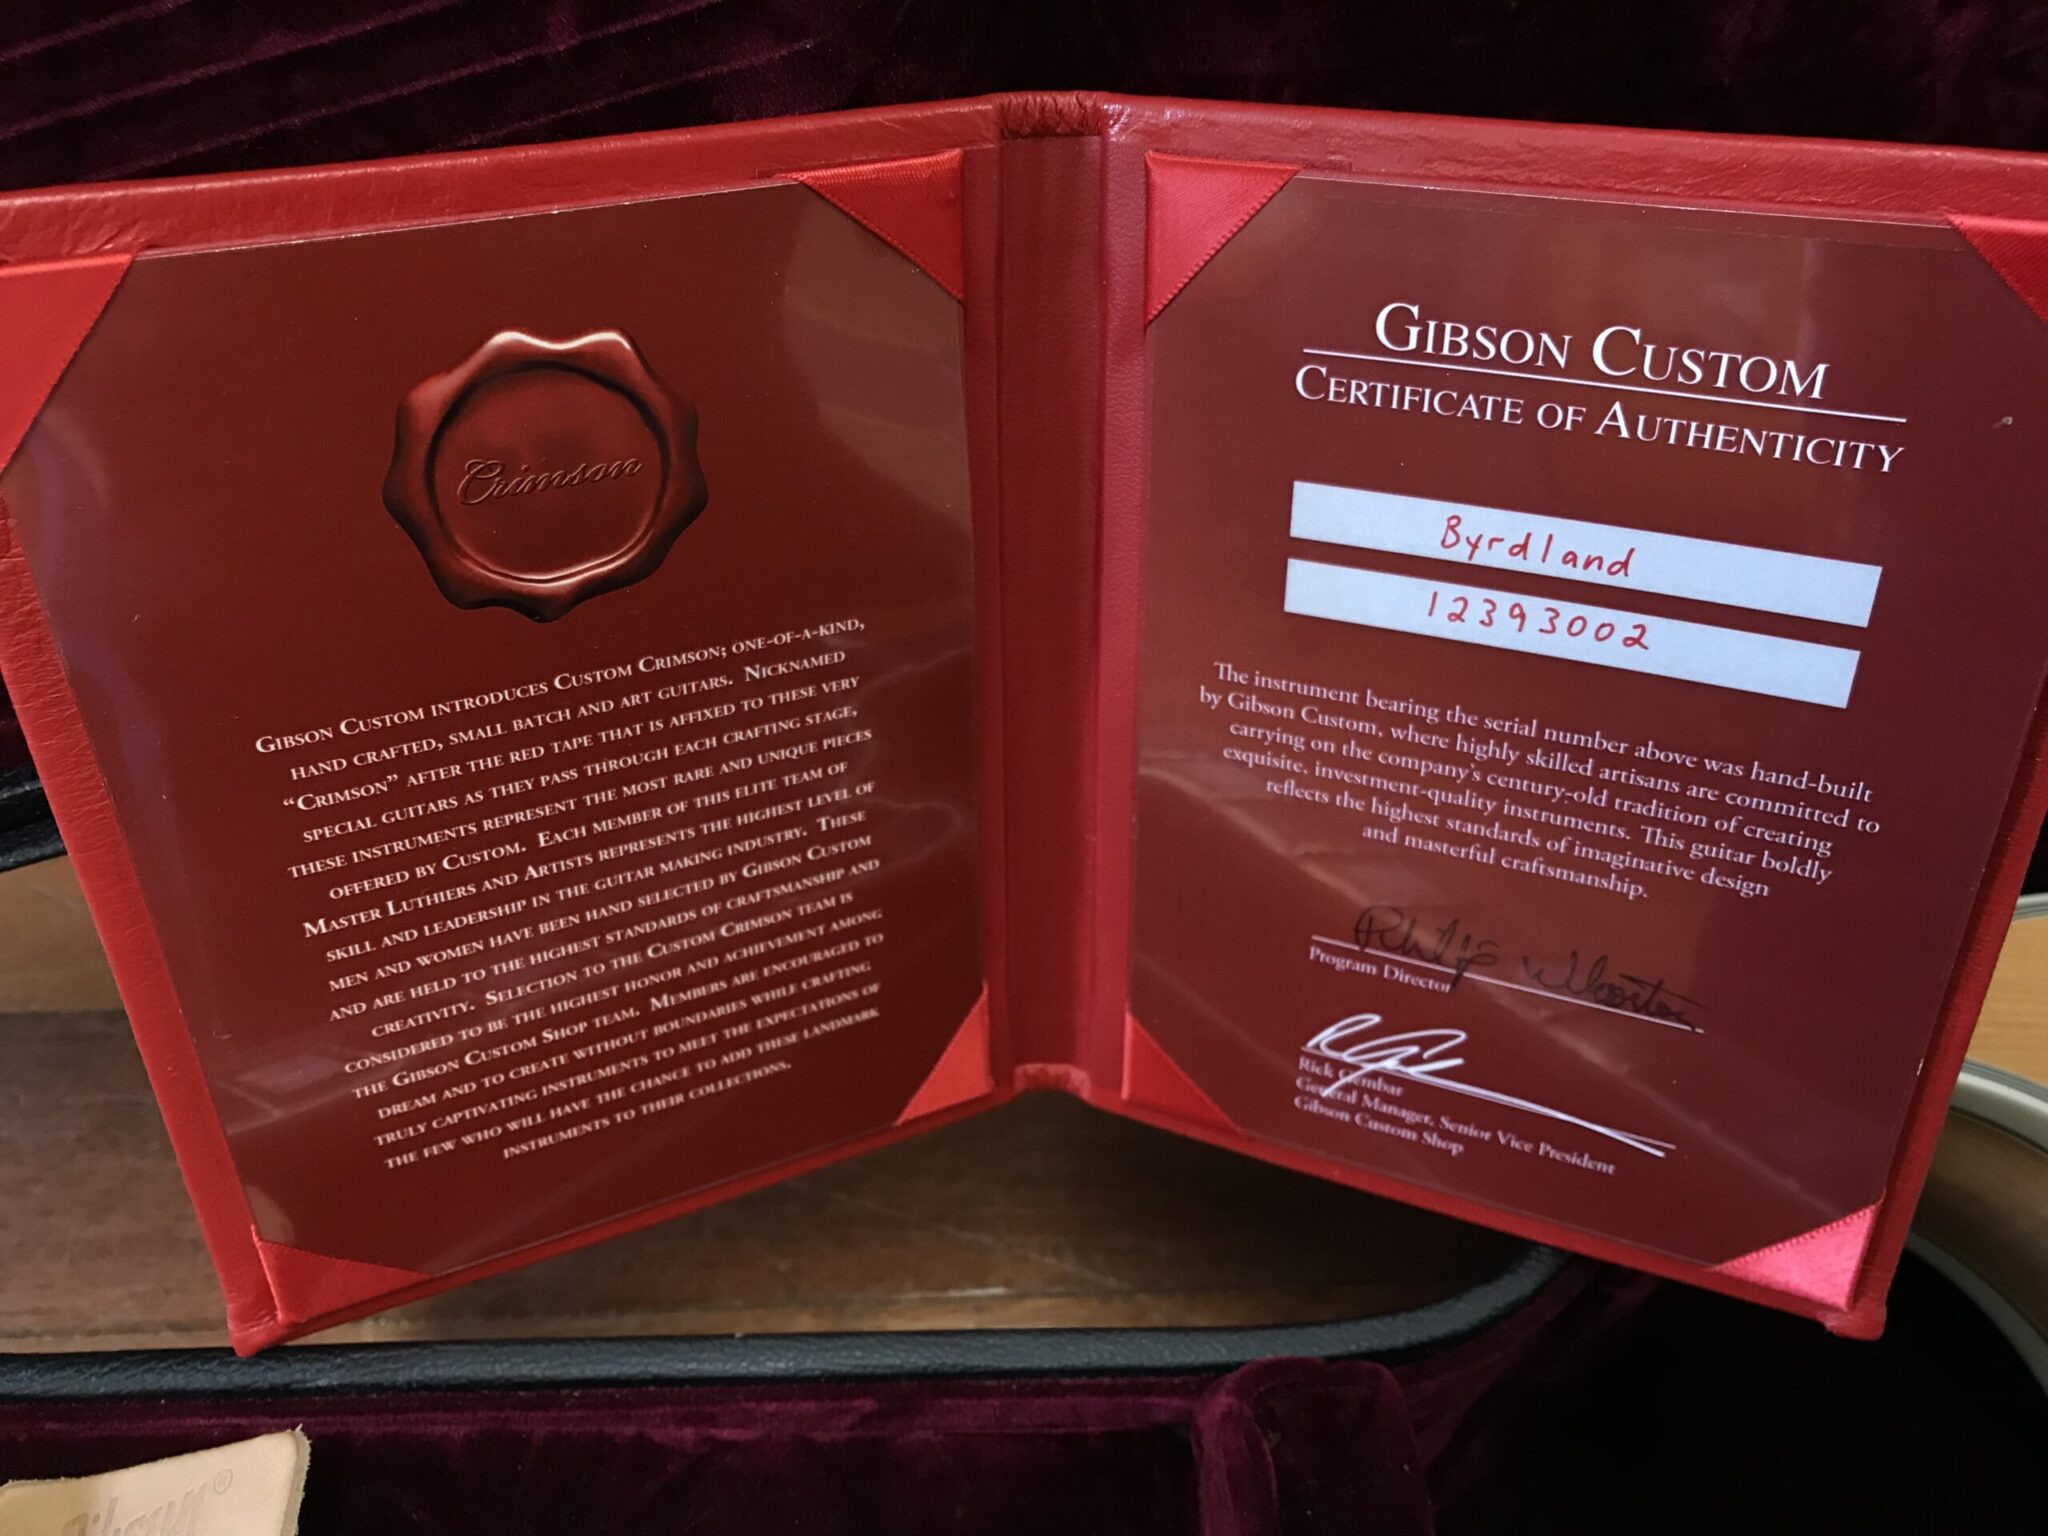 Crimson
Gibson Custom introduces Custom Crimson; one-of-a-kind,
hand crafted, small batch and art guitars. Nicknamed
“Crimson” after the red tape that is affixed to these very
special guitars as they pass through each crafting stage,
these instruments represent the most rare and unique pieces
offered by Custom. Each member of this elite team of
Master Luthiers and Artists represents the highest level of
skill and leadership in the guitar making industry. These
men and women have been hand selected by Gibson Custom
and are held to the highest standards of craftsmanship and
creativity. Selection to the Custom Crimson team is
considered to be the highest honor and achievement among
the Gibson Custom Shop team. Members are encouraged to
dream and to create without boundaries while crafting
truly captivating instruments to meet the expectations of
the few who will have the chance to add these landmark
instruments to their collections.
Gibson Custom
Certificate of Authenticity
Byrdland
12393002
The instrument bearing the serial number above was hand-built
by Gibson Custom, where highly skilled artisans are committed to
carrying on the company's century-old tradition of creating
exquisite, investment-quality instruments. This guitar boldly
reflects the highest standards of imaginative design
and masterful craftsmanship.
Program Director
Rick Gembar
General Manager, Senior Vice President
Gibson Custom Shop
Gibson®